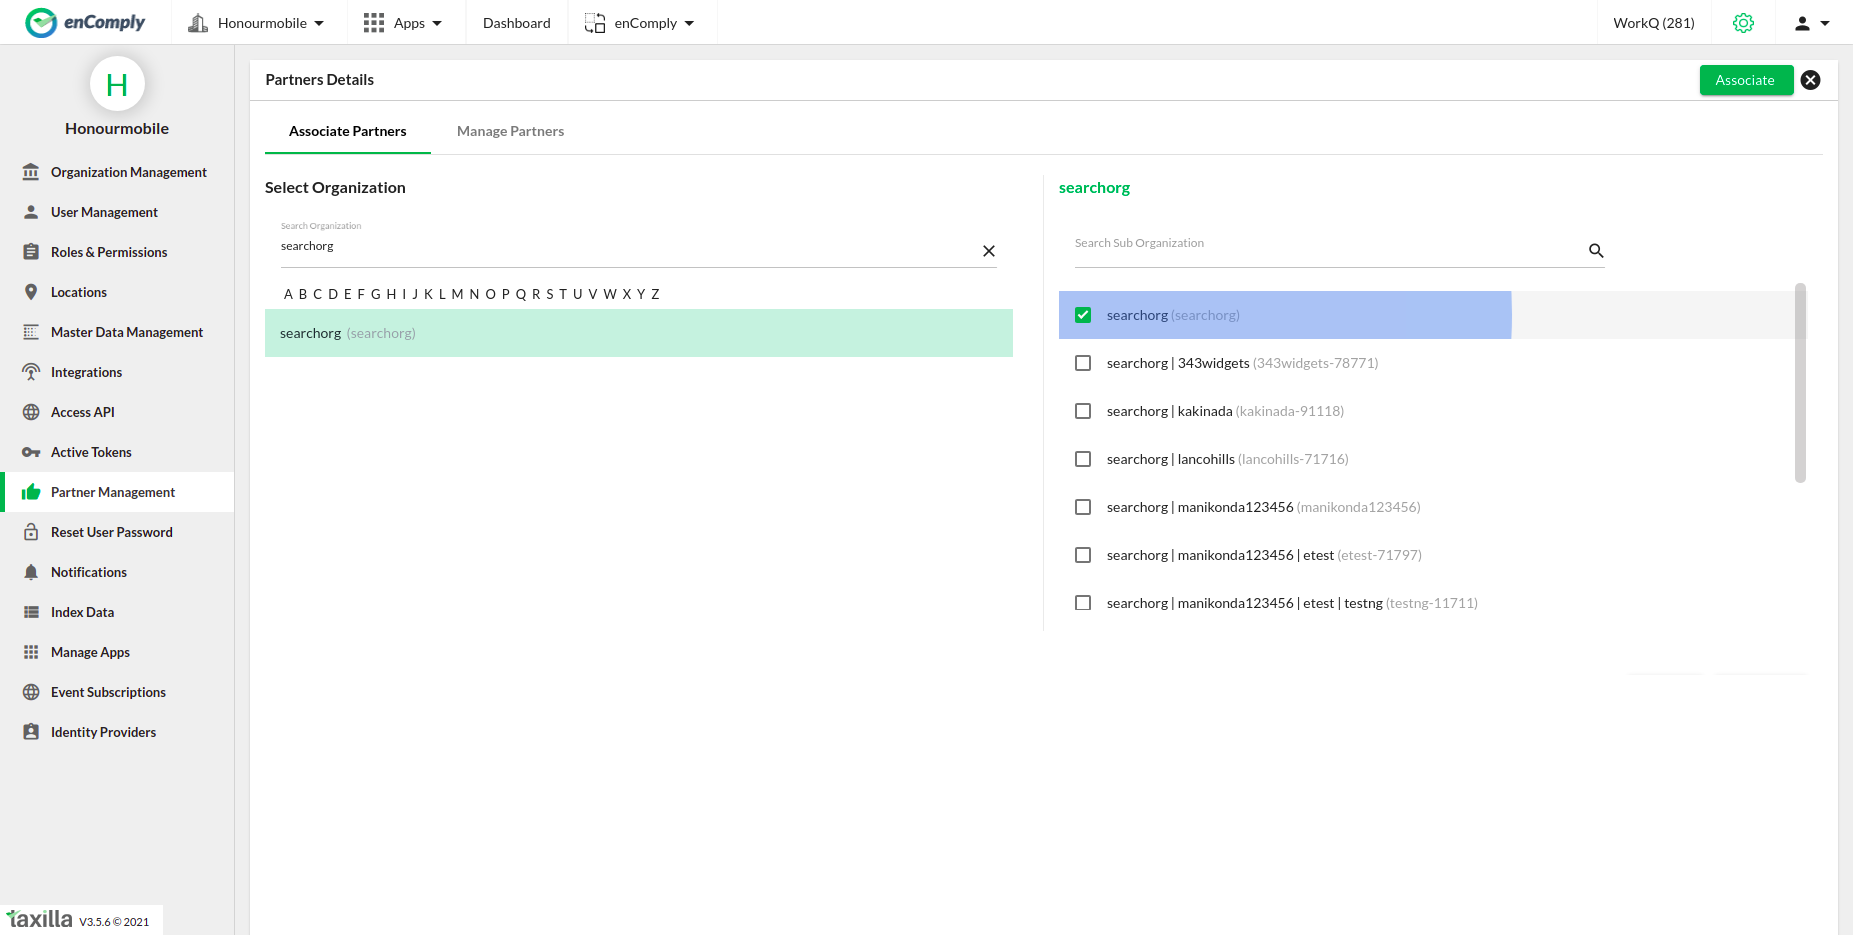 enComply Honourmobile Apps Dashboard enComply WorkQ (281)
H
Honourmobile
Organization Management
User Management
Roles & Permissions
Locations
Master Data Management
Integrations
Access API
Active Tokens
Partner Management
Reset User Password
Notifications
Index Data
Manage Apps
Event Subscriptions
Identity Providers
taxilla V3.5.6 © 2021
Partners Details Associate
Associate Partners Manage Partners
Select Organization
Search Organization
searchorg
A B C D E F G H I J K L M N O P Q R S T U V W X Y Z
searchorg (searchorg)
searchorg
Search Sub Organization
searchorg (searchorg)
searchorg | 343widgets (343widgets-78771)
searchorg | kakinada (kakinada-91118)
searchorg | lancohills (lancohills-71716)
searchorg | manikonda123456 (manikonda123456)
searchorg | manikonda123456 | etest (etest-71797)
searchorg | manikonda123456 | etest | testng (testng-11711)